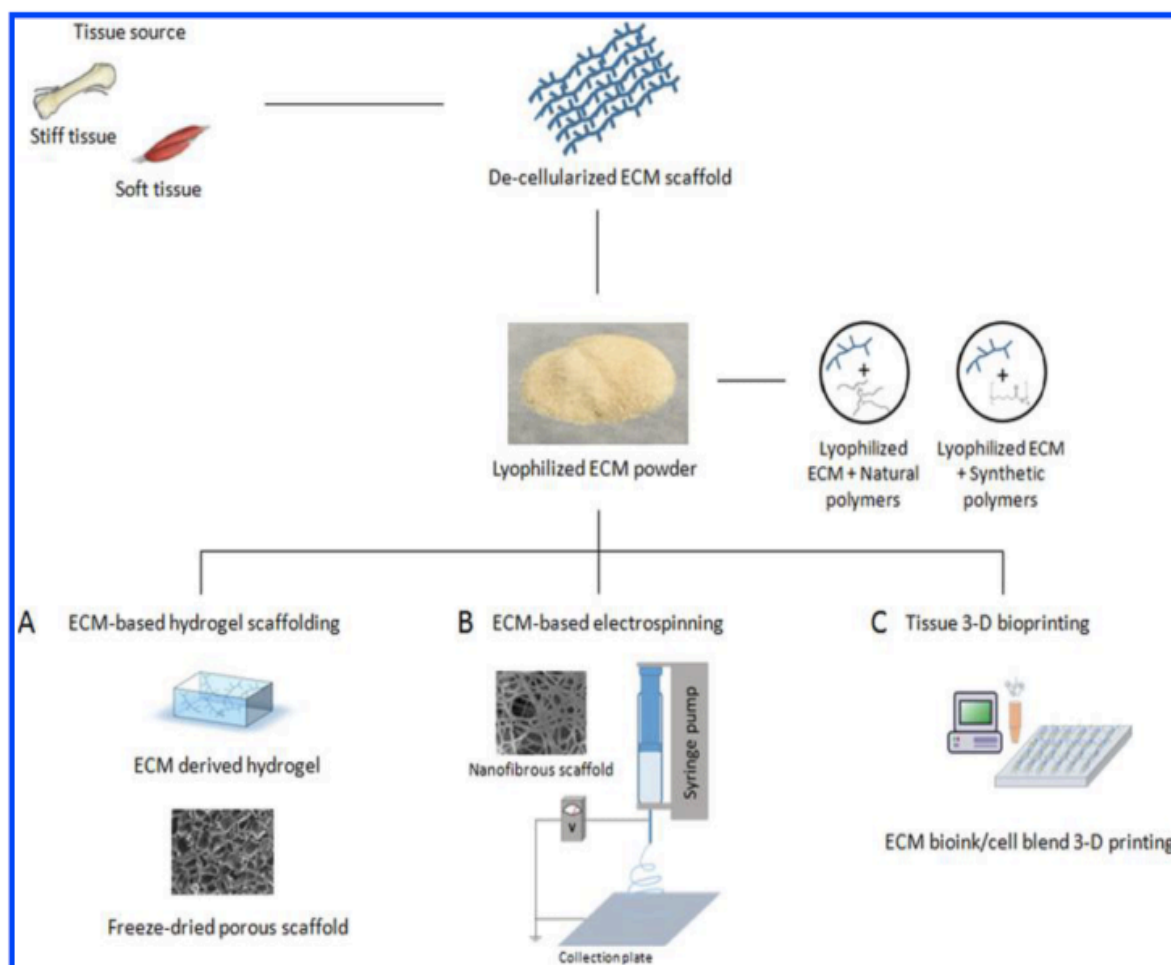 Tissue source
Stiff tissue
Soft tissue
De-cellularized ECM scaffold
Lyophilized ECM powder
Lyophilized
ECM + Natural
polymers
Lyophilized ECM
+ Synthetic
polymers
A ECM-based hydrogel scaffolding
ECM derived hydrogel
Freeze-dried porous scaffold
B ECM-based electrospinning
Nanofibrous scaffold
Syringe pump
V
Collection plate
C Tissue 3-D bioprinting
ECM bioink/cell blend 3-D printing